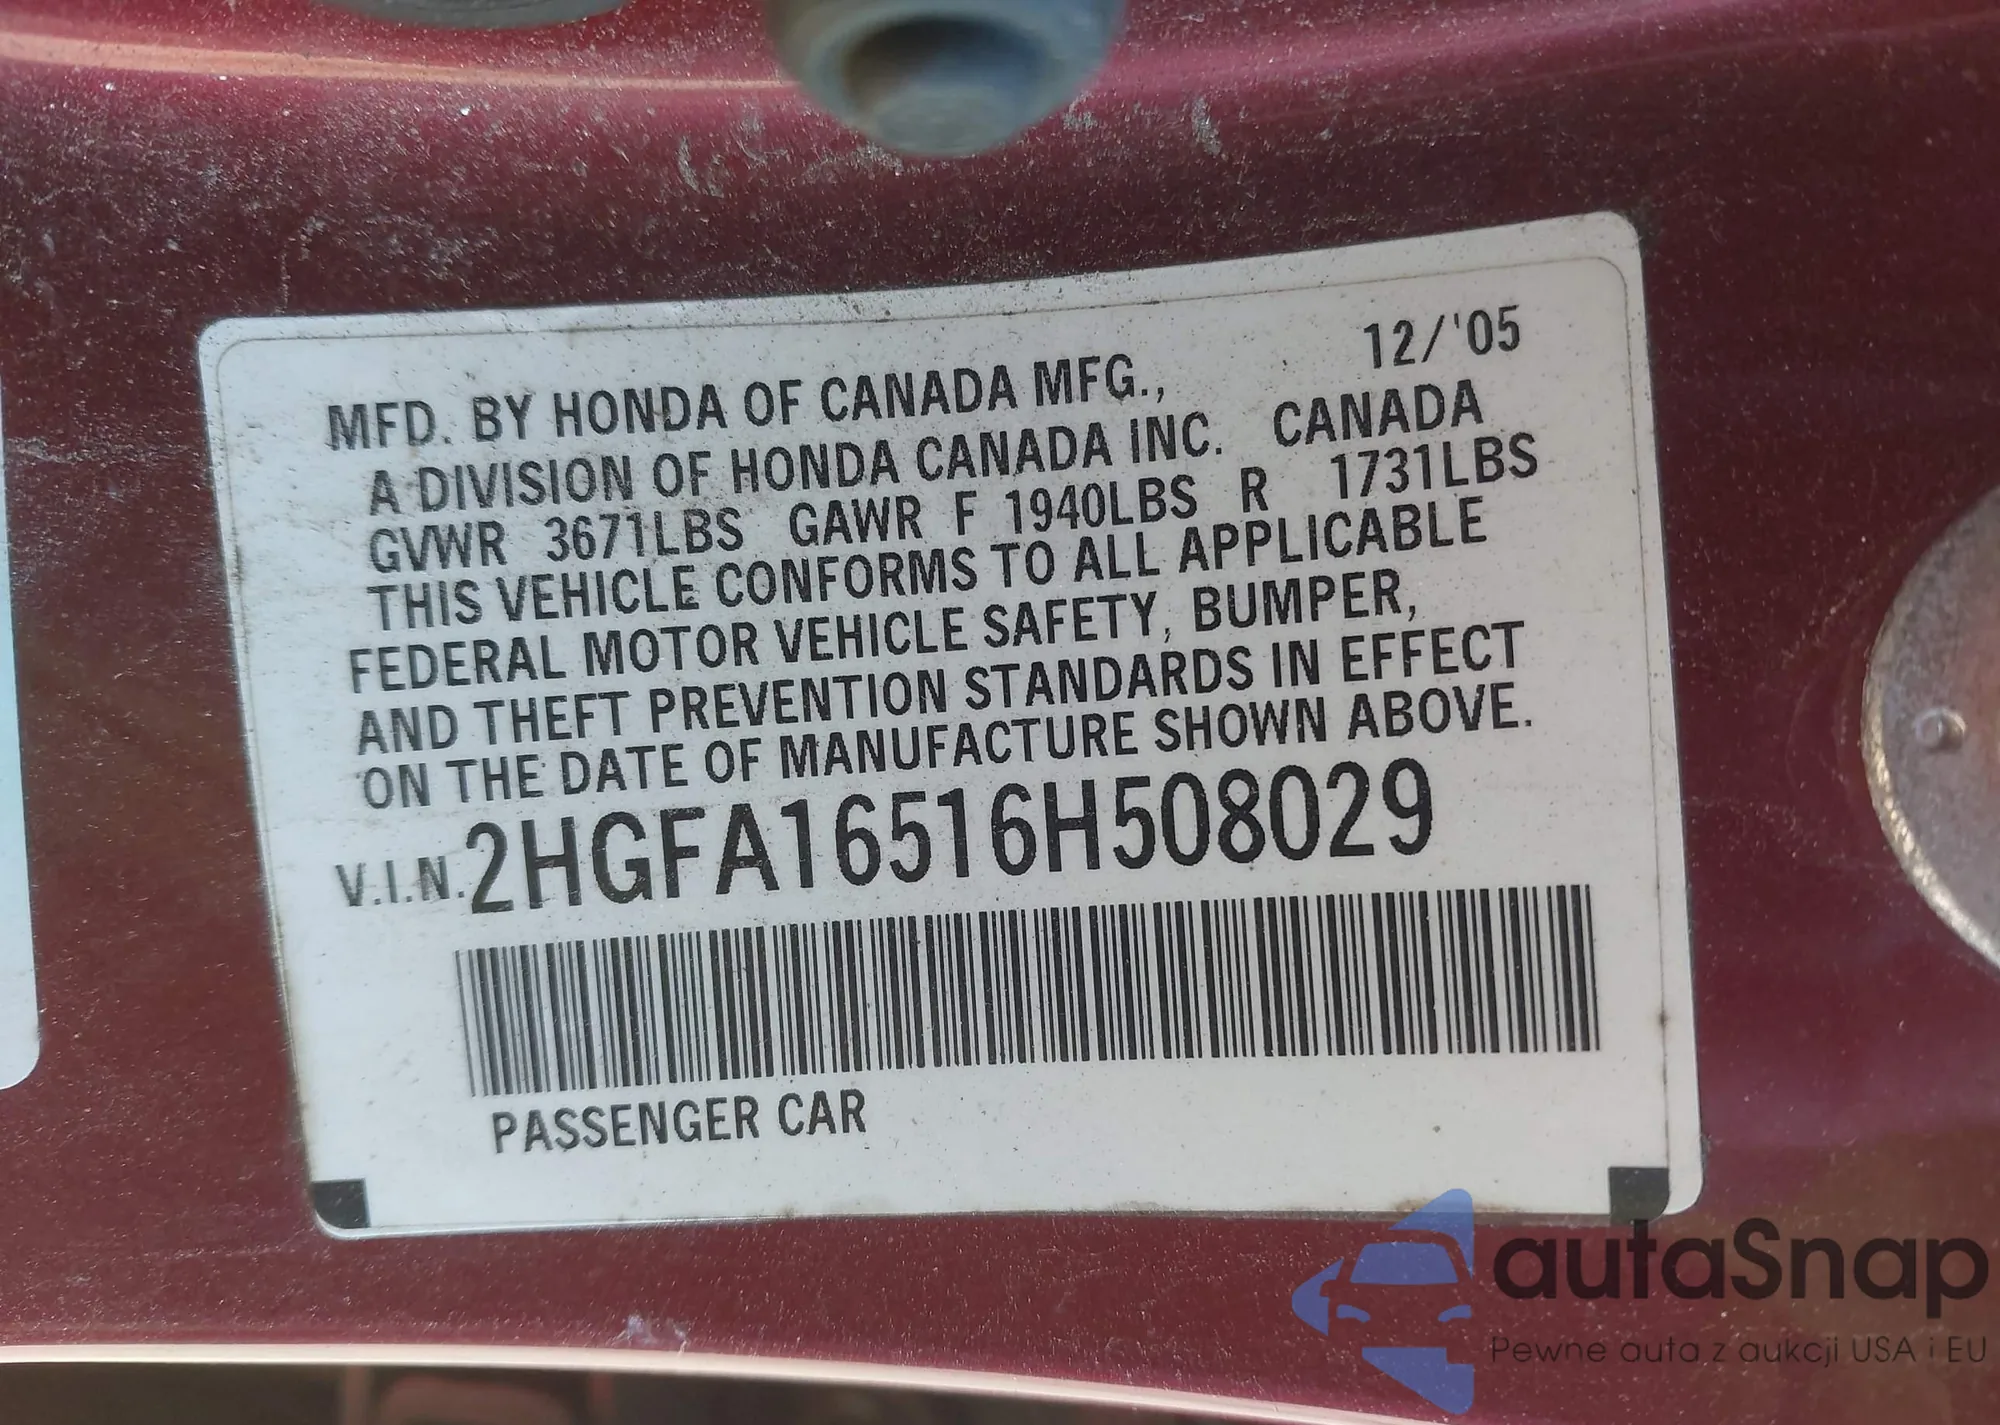 12/'05
MFD. BY HONDA OF CANADA MFG.,
A DIVISION OF HONDA CANADA INC. CANADA
GVWR 3671LBS GAWR F 1940LBS R 1731LBS
THIS VEHICLE CONFORMS TO ALL APPLICABLE
FEDERAL MOTOR VEHICLE SAFETY, BUMPER,
AND THEFT PREVENTION STANDARDS IN EFFECT
ON THE DATE OF MANUFACTURE SHOWN ABOVE.
V.I.N. 2HGFA16516H508029
PASSENGER CAR
autaSnap
Pewne auta z aukcji USA i EU